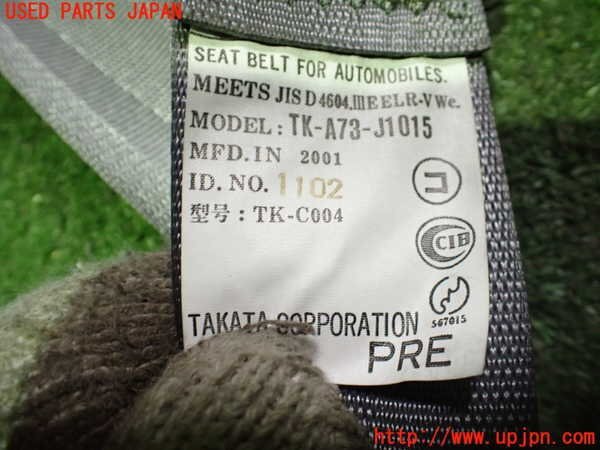 USED PARTS JAPAN
SEAT BELT FOR AUTOMOBILES.
MEETS JIS D 4604.ⅢEELR-VWe.
MODEL: TK-A73-J1015
MFD.IN 2001
ID.NO. 1102
コ
型号: TK-C004
CIB
567015
TAKATA CORPORATION
PRE
http://www.upjpn.com/